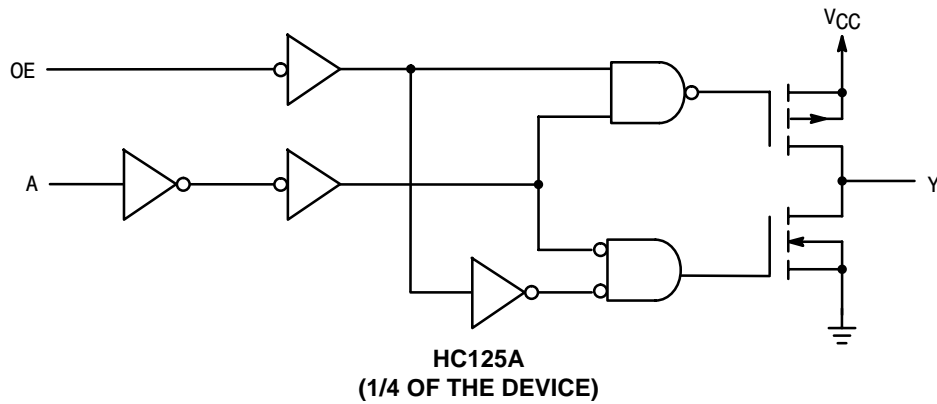 VCC
OE
A
Y
HC125A
(1/4 OF THE DEVICE)